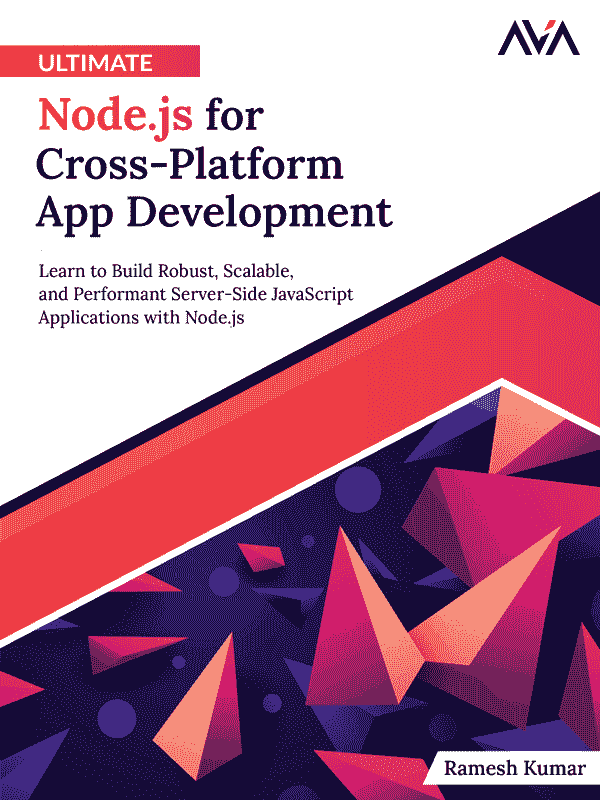 AVA
ULTIMATE
Node.js for
Cross-Platform
App Development
Learn to Build Robust, Scalable,
and Performant Server-Side JavaScript
Applications with Node.js
Ramesh Kumar